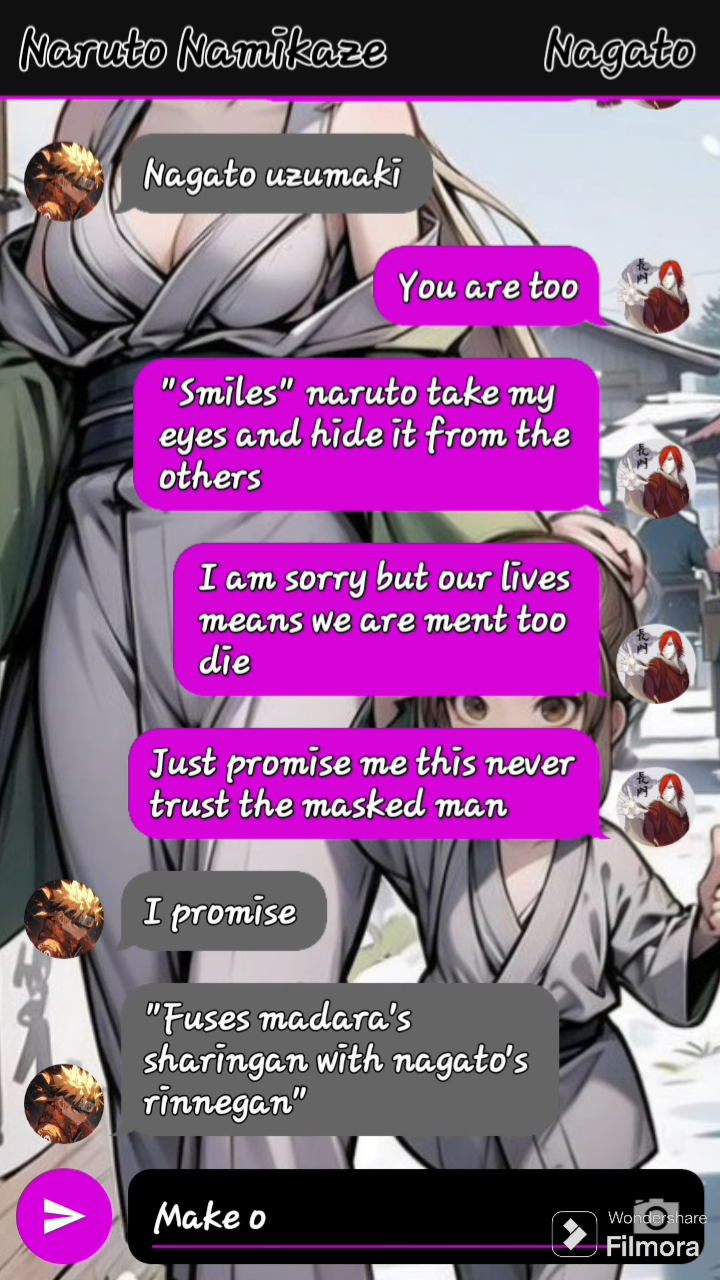 Naruto Namikaze Nagato
Nagato uzumaki
You are too
"Smiles" naruto take my
eyes and hide it from the
others
I am sorry but our lives
means we are ment too
die
Just promise me this never
trust the masked man
I promise
"Fuses madara's
sharingan with nagato's
rinnegan"
Make o
Wondershare
Filmora